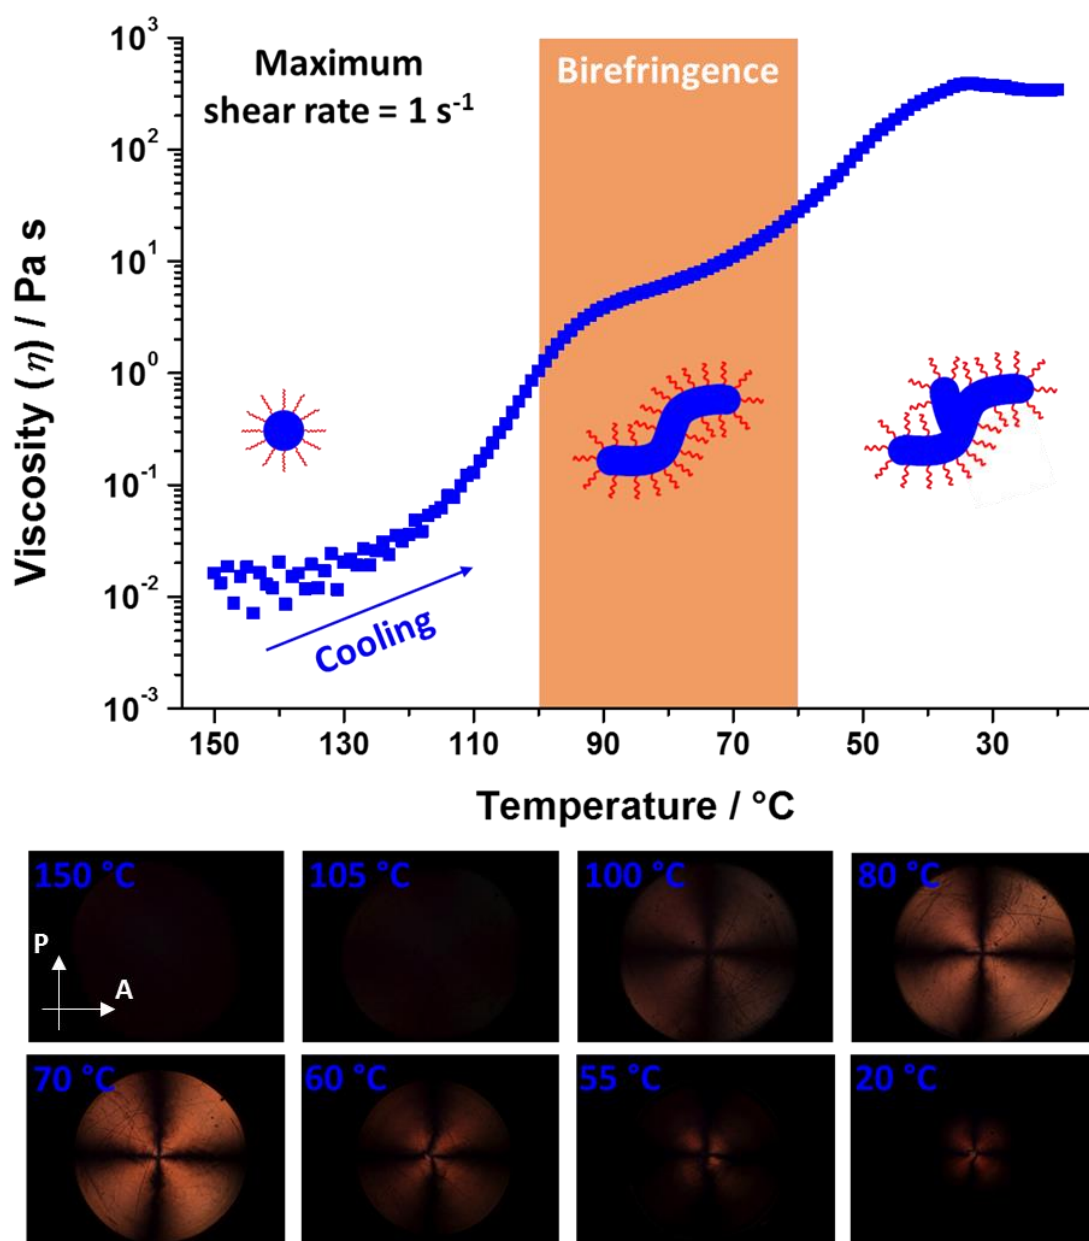 Maximum
shear rate = 1 s⁻¹
Birefringence
10³
10²
10¹
10⁰
10⁻¹
10⁻²
10⁻³
Viscosity (η) / Pa s
Cooling
150
130
110
90
70
50
30
Temperature / °C
150 °C
105 °C
100 °C
80 °C
P
A
70 °C
60 °C
55 °C
20 °C